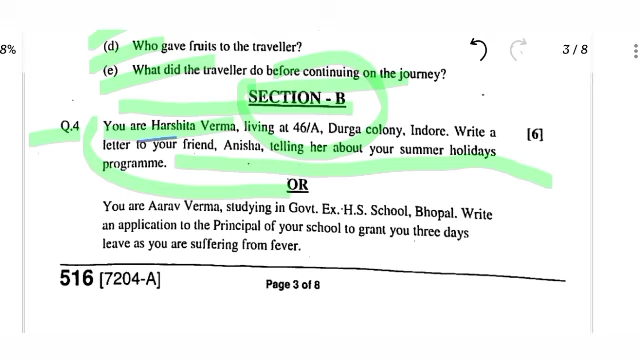 8%
3 / 8
(d) Who gave fruits to the traveller?
(e) What did the traveller do before continuing on the journey?
SECTION - B
Q.4 You are Harshita Verma, living at 46/A, Durga colony, Indore. Write a [6]
letter to your friend, Anisha, telling her about your summer holidays
programme.
OR
You are Aarav Verma, studying in Govt. Ex. H.S. School, Bhopal. Write
an application to the Principal of your school to grant you three days
leave as you are suffering from fever.
516 [7204-A]
Page 3 of 8